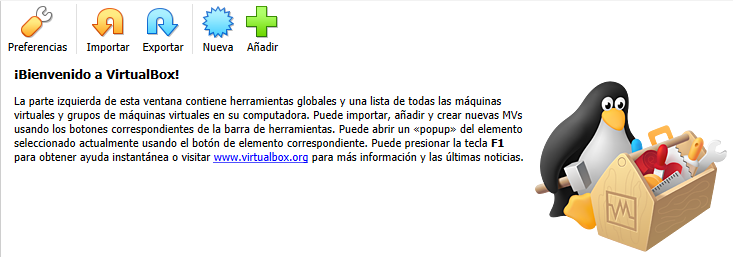 Preferencias Importar Exportar Nueva Añadir
¡Bienvenido a VirtualBox!
La parte izquierda de esta ventana contiene herramientas globales y una lista de todas las máquinas
virtuales y grupos de máquinas virtuales en su computadora. Puede importar, añadir y crear nuevas MVs
usando los botones correspondientes de la barra de herramientas. Puede abrir un «popup» del elemento
seleccionado actualmente usando el botón de elemento correspondiente. Puede presionar la tecla F1
para obtener ayuda instantánea o visitar www.virtualbox.org para más información y las últimas noticias.